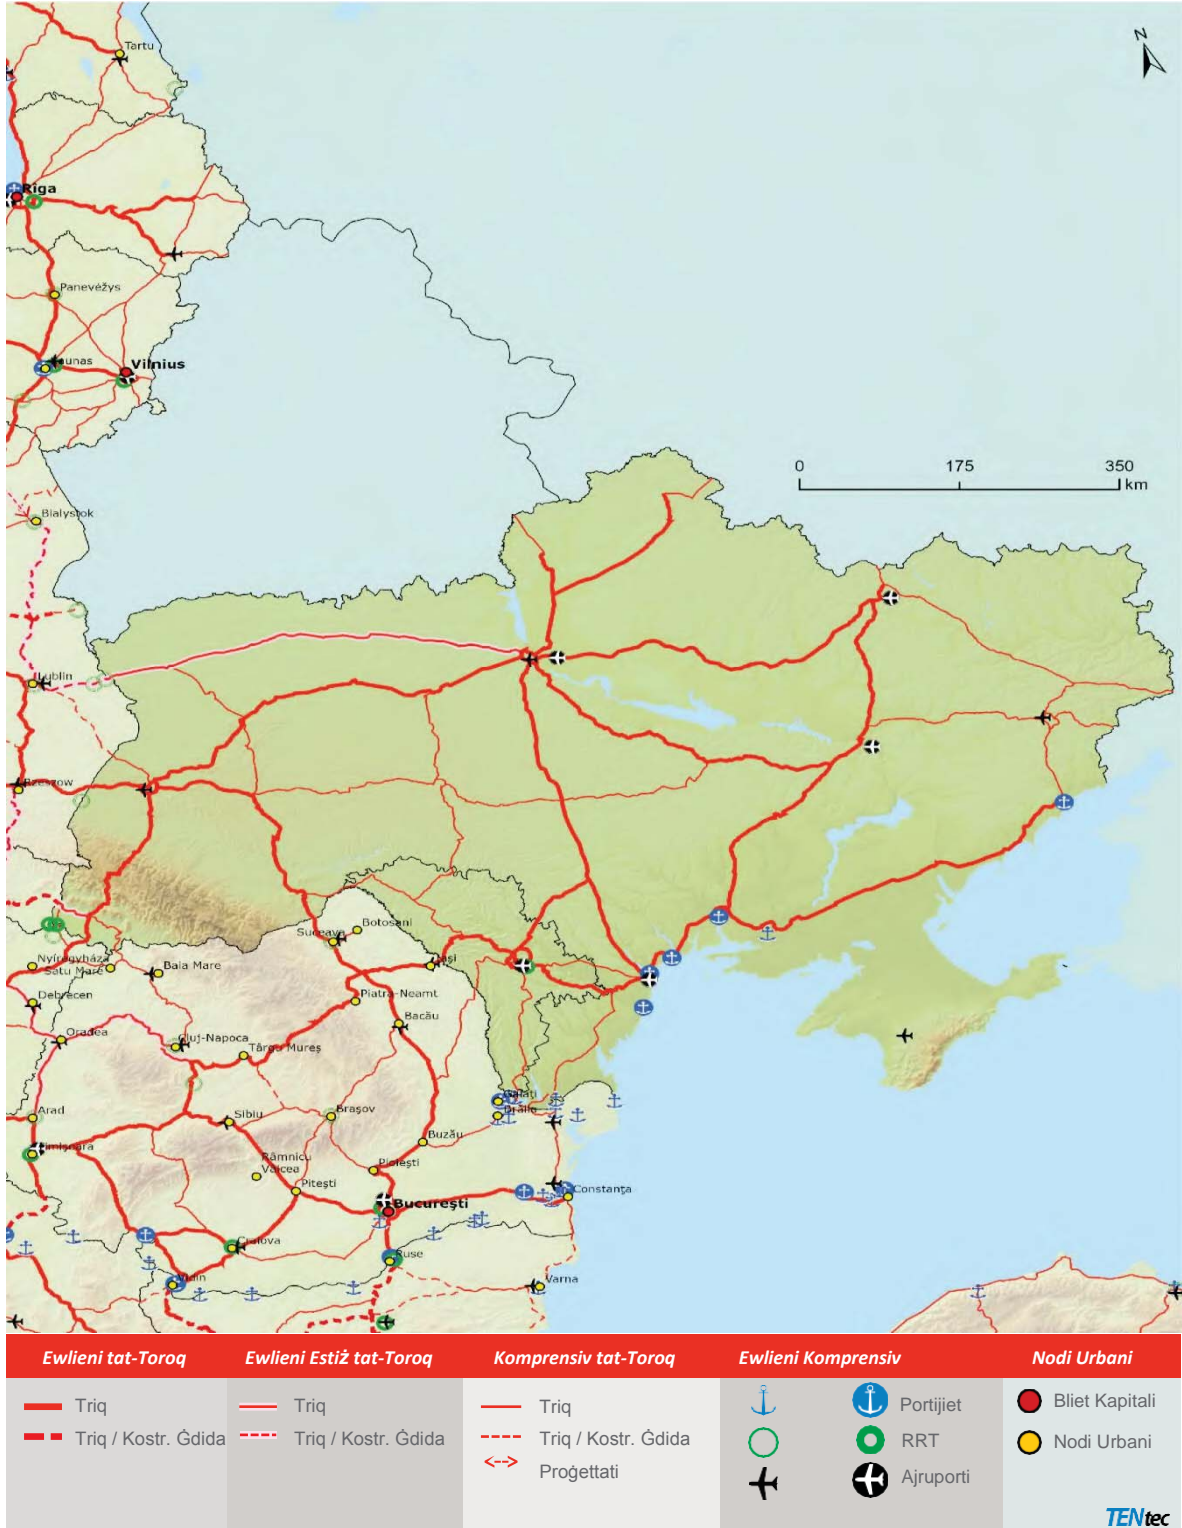 N
Tartu
Riga
Panevėžys
Vilnius
0 175 350
km
Bialystok
Lublin
Rzeszow
Botoşani
Suceava
Iaşi
Nyíregyháza
Satu Mare
Baia Mare
Debrecen
Piatra-Neamt
Bacău
Oradea
Cluj-Napoca
Târgu Mureş
Galaţi
Arad
Sibiu
Braşov
Brăila
Buzău
Timişoara
Râmnicu
Vâlcea
Ploieşti
Piteşti
Constanţa
Bucureşti
Craiova
Ruse
Vidin
Varna
Ewlieni tat-Toroq
Triq
Triq / Kostr. Ġdida
Ewlieni Estiż tat-Toroq
Triq
Triq / Kostr. Ġdida
Komprensiv tat-Toroq
Triq
Triq / Kostr. Ġdida
Proġettati
Ewlieni Komprensiv
Portijiet
RRT
Ajruporti
Nodi Urbani
Bliet Kapitali
Nodi Urbani
TENtec